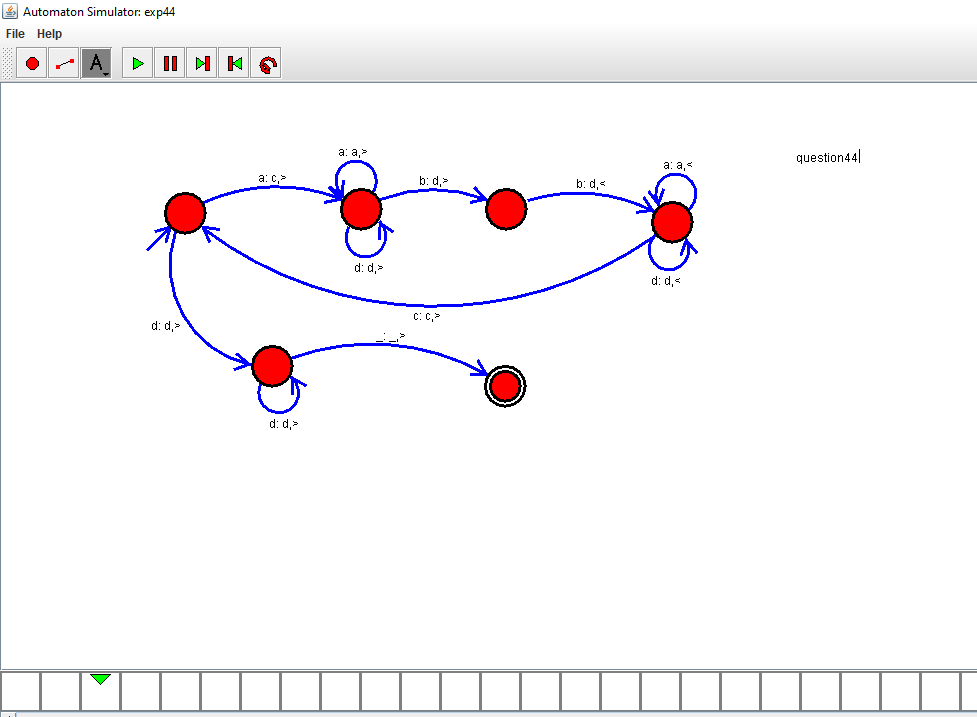 Automaton Simulator: exp44
File Help
A
a: a,>
question44
a: c,>
b: d,>
b: d,<
a: a,<
d: d,>
d: d,<
c: c,>
d: d,>
_: _,>
d: d,>